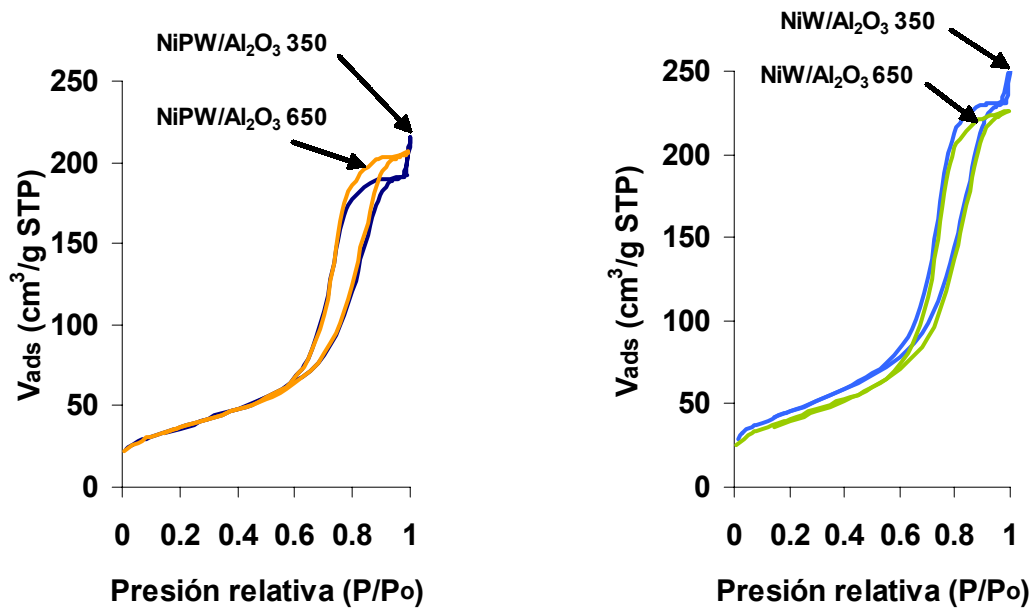 NiPW/Al₂O₃ 350
NiPW/Al₂O₃ 650
250
200
150
100
50
0
Vads (cm³/g STP)
0 0.2 0.4 0.6 0.8 1
Presión relativa (P/Po)
NiW/Al₂O₃ 350
NiW/Al₂O₃ 650
250
200
150
100
50
0
Vads (cm³/g STP)
0 0.2 0.4 0.6 0.8 1
Presión relativa (P/Po)